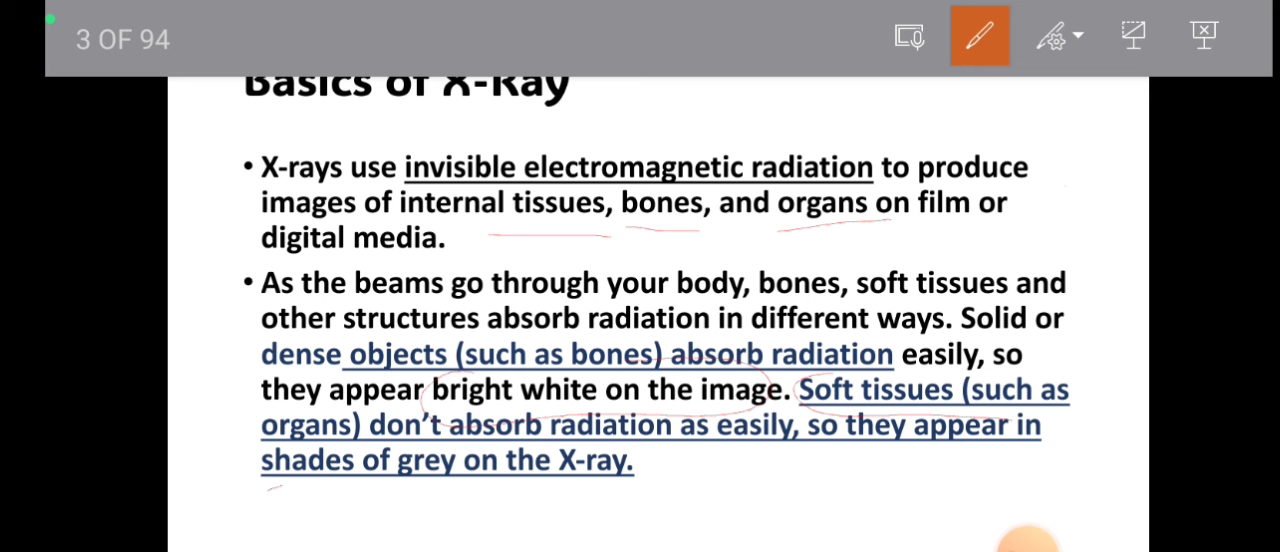 3 OF 94
Basics of X-Ray
• X-rays use invisible electromagnetic radiation to produce
images of internal tissues, bones, and organs on film or
digital media.
• As the beams go through your body, bones, soft tissues and
other structures absorb radiation in different ways. Solid or
dense objects (such as bones) absorb radiation easily, so
they appear bright white on the image. Soft tissues (such as
organs) don’t absorb radiation as easily, so they appear in
shades of grey on the X-ray.